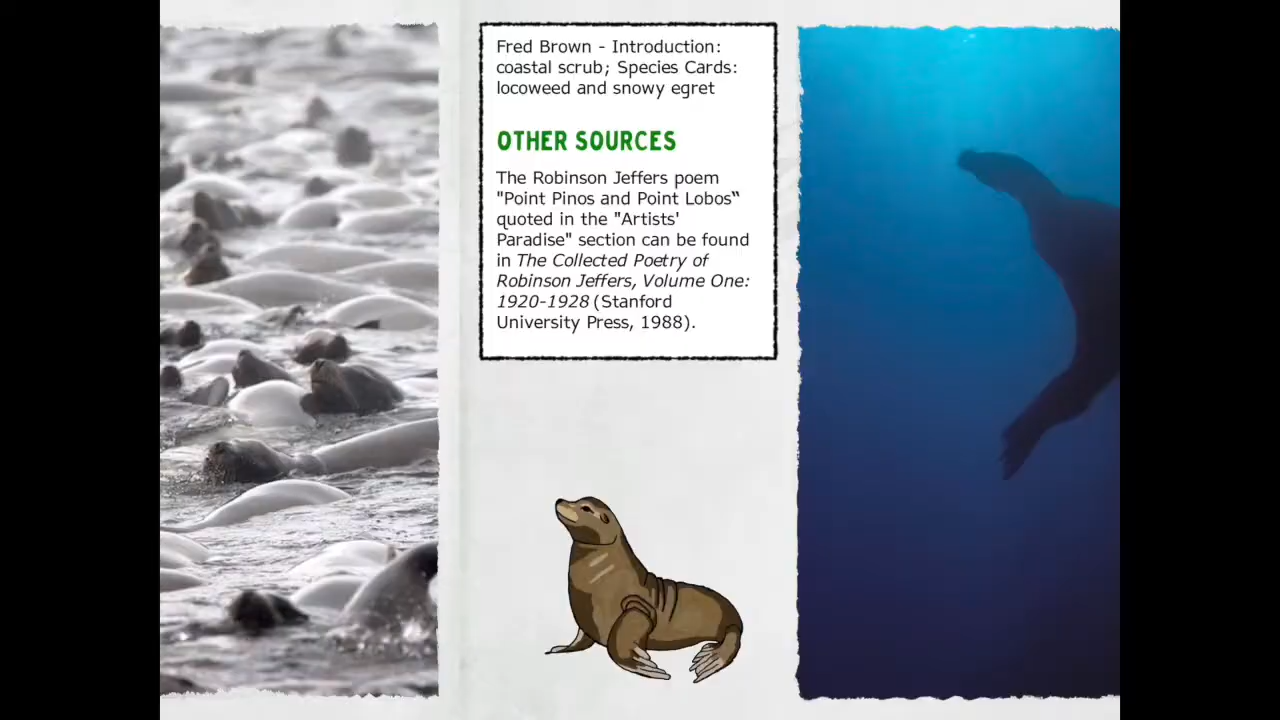 Fred Brown - Introduction:
coastal scrub; Species Cards:
locoweed and snowy egret
OTHER SOURCES
The Robinson Jeffers poem
"Point Pinos and Point Lobos“
quoted in the "Artists'
Paradise" section can be found
in The Collected Poetry of
Robinson Jeffers, Volume One:
1920-1928 (Stanford
University Press, 1988).